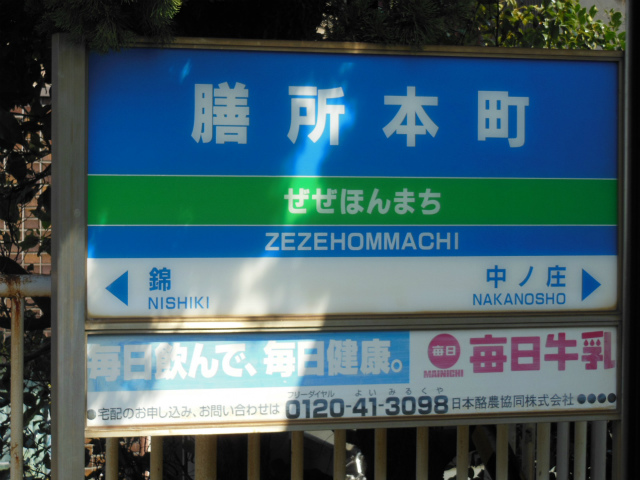 膳所本町
ぜぜほんまち
ZEZEHOMMACHI
錦 中ノ庄
NISHIKI NAKANOSHO
毎日飲んで、毎日健康。 毎日 MAINICHI 毎日牛乳
フリーダイヤル よいみるくや
●宅配のお申し込み、お問い合わせは 0120-41-3098 日本酪農協同株式会社 ●●●●